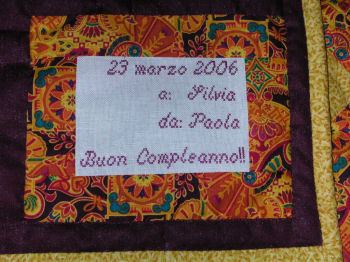 23 marzo 2006
a: Silvia
da: Paola
Buon Compleanno!!